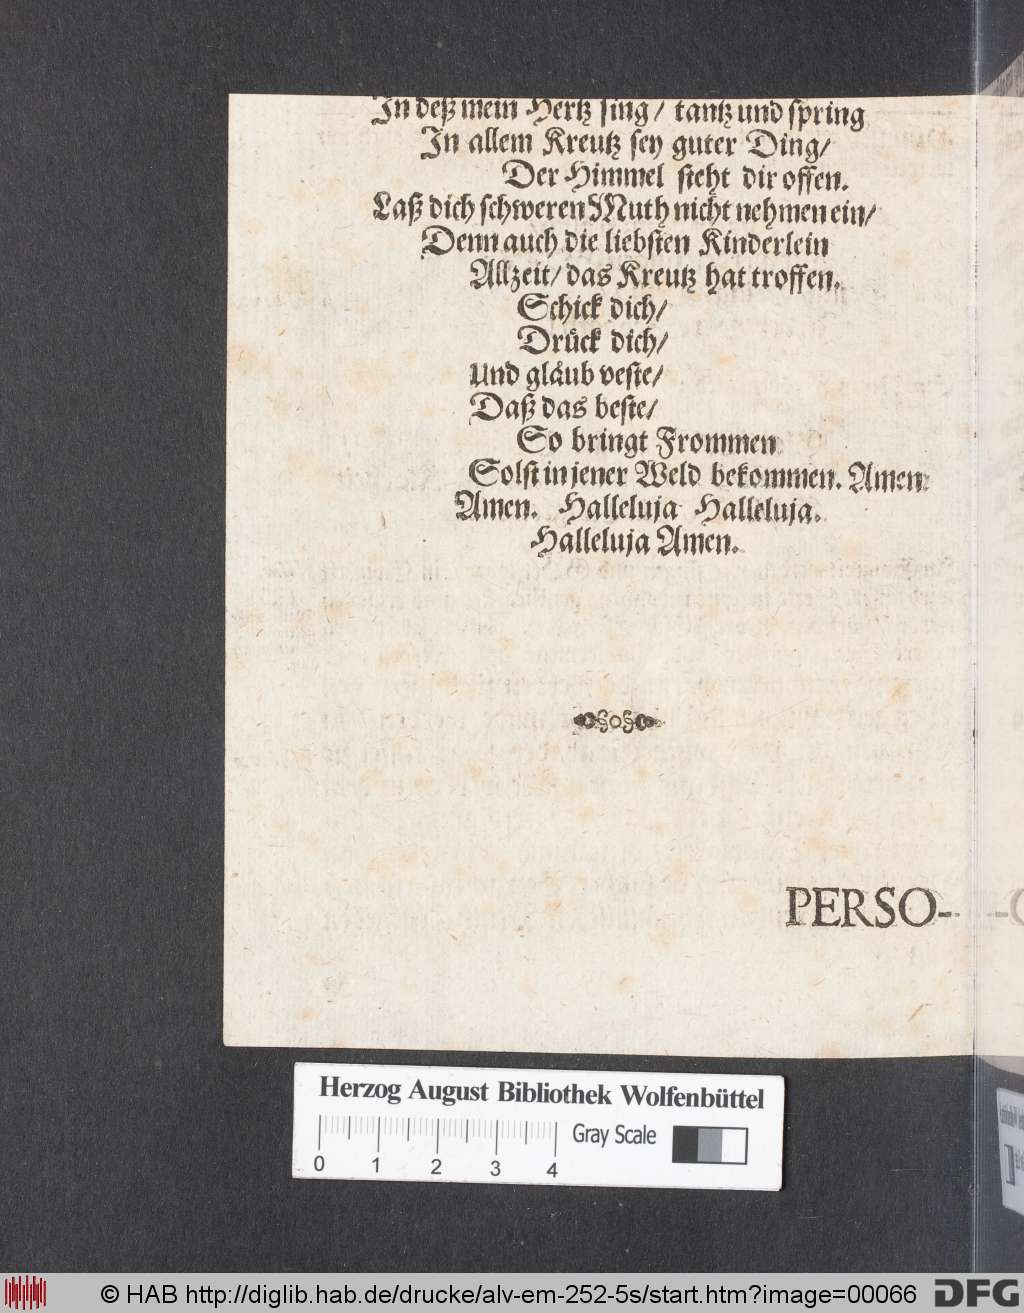 In deß mein Hertz sing/ tantz und spring
In allem Kreutz sey guter Ding/
Der Himmel steht dir offen.
Laß dich schweren Muth nicht nehmen ein/
Denn auch die liebsten Kinderlein
Allzeit/ das Kreutz hat troffen.
Schick dich/
Druͤck dich/
Und glaͤub veste/
Daß das beste/
So bringt Frommen
Solst in jener Weld bekommen. Amen
Amen. Halleluja Halleluja.
Halleluja Amen.
PERSO-
Herzog August Bibliothek Wolfenbüttel
Gray Scale
0 1 2 3 4
© HAB http://diglib.hab.de/drucke/alv-em-252-5s/start.htm?image=00066
DFG